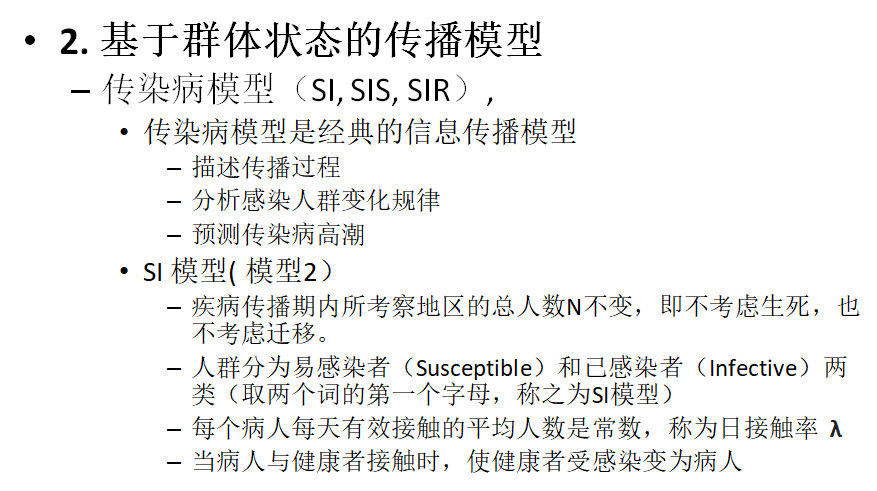 • 2. 基于群体状态的传播模型
– 传染病模型（SI, SIS, SIR）,
• 传染病模型是经典的信息传播模型
– 描述传播过程
– 分析感染人群变化规律
– 预测传染病高潮
• SI 模型( 模型2）
– 疾病传播期内所考察地区的总人数N不变，即不考虑生死，也
不考虑迁移。
– 人群分为易感染者（Susceptible）和已感染者（Infective）两
类（取两个词的第一个字母，称之为SI模型）
– 每个病人每天有效接触的平均人数是常数，称为日接触率 λ
– 当病人与健康者接触时，使健康者受感染变为病人